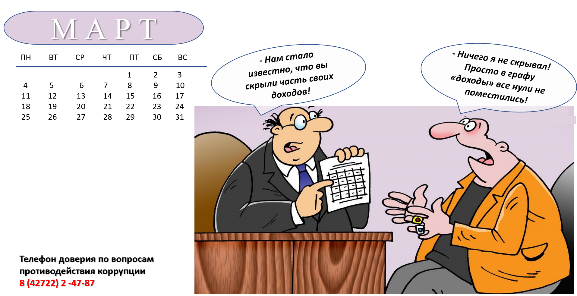 МАРТ
ПН ВТ СР ЧТ ПТ СБ ВС
1 2 3
4 5 6 7 8 9 10
11 12 13 14 15 16 17
18 19 20 21 22 23 24
25 26 27 28 29 30 31
- Нам стало
известно, что вы
скрыли часть своих
доходов!
- Ничего я не скрывал!
Просто в графу
«доходы» все нули не
поместились!
Телефон доверия по вопросам
противодействия коррупции
8 (42722) 2 -47-87